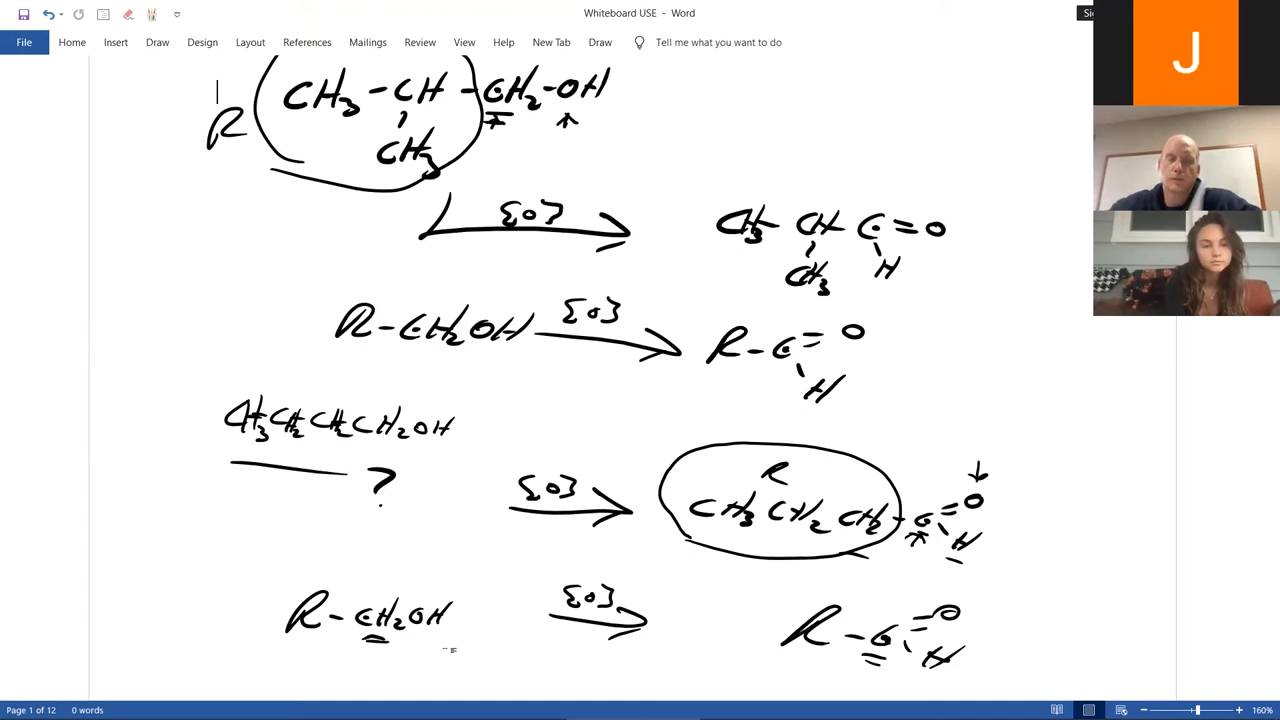 Whiteboard USE - Word
File Home Insert Draw Design Layout References Mailings Review View Help New Tab Draw Tell me what you want to do
J
R CH3 - CH - CH2 - OH
CH3
{o}
CH3 CH C = O
CH3 H
R - CH2OH {o} R - C = O
H
CH3CH2CH2CH2OH
?
R
{o} CH3CH2CH2 - C = O
H
R - CH2OH {o} R - C = O
H
Page 1 of 12 0 words 160%